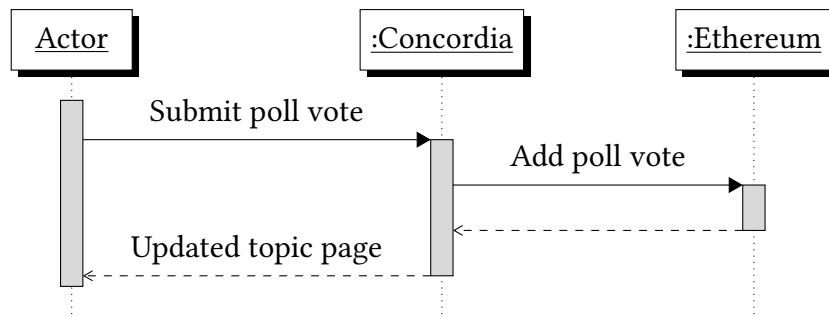 Actor
:Concordia
:Ethereum
Submit poll vote
Add poll vote
Updated topic page